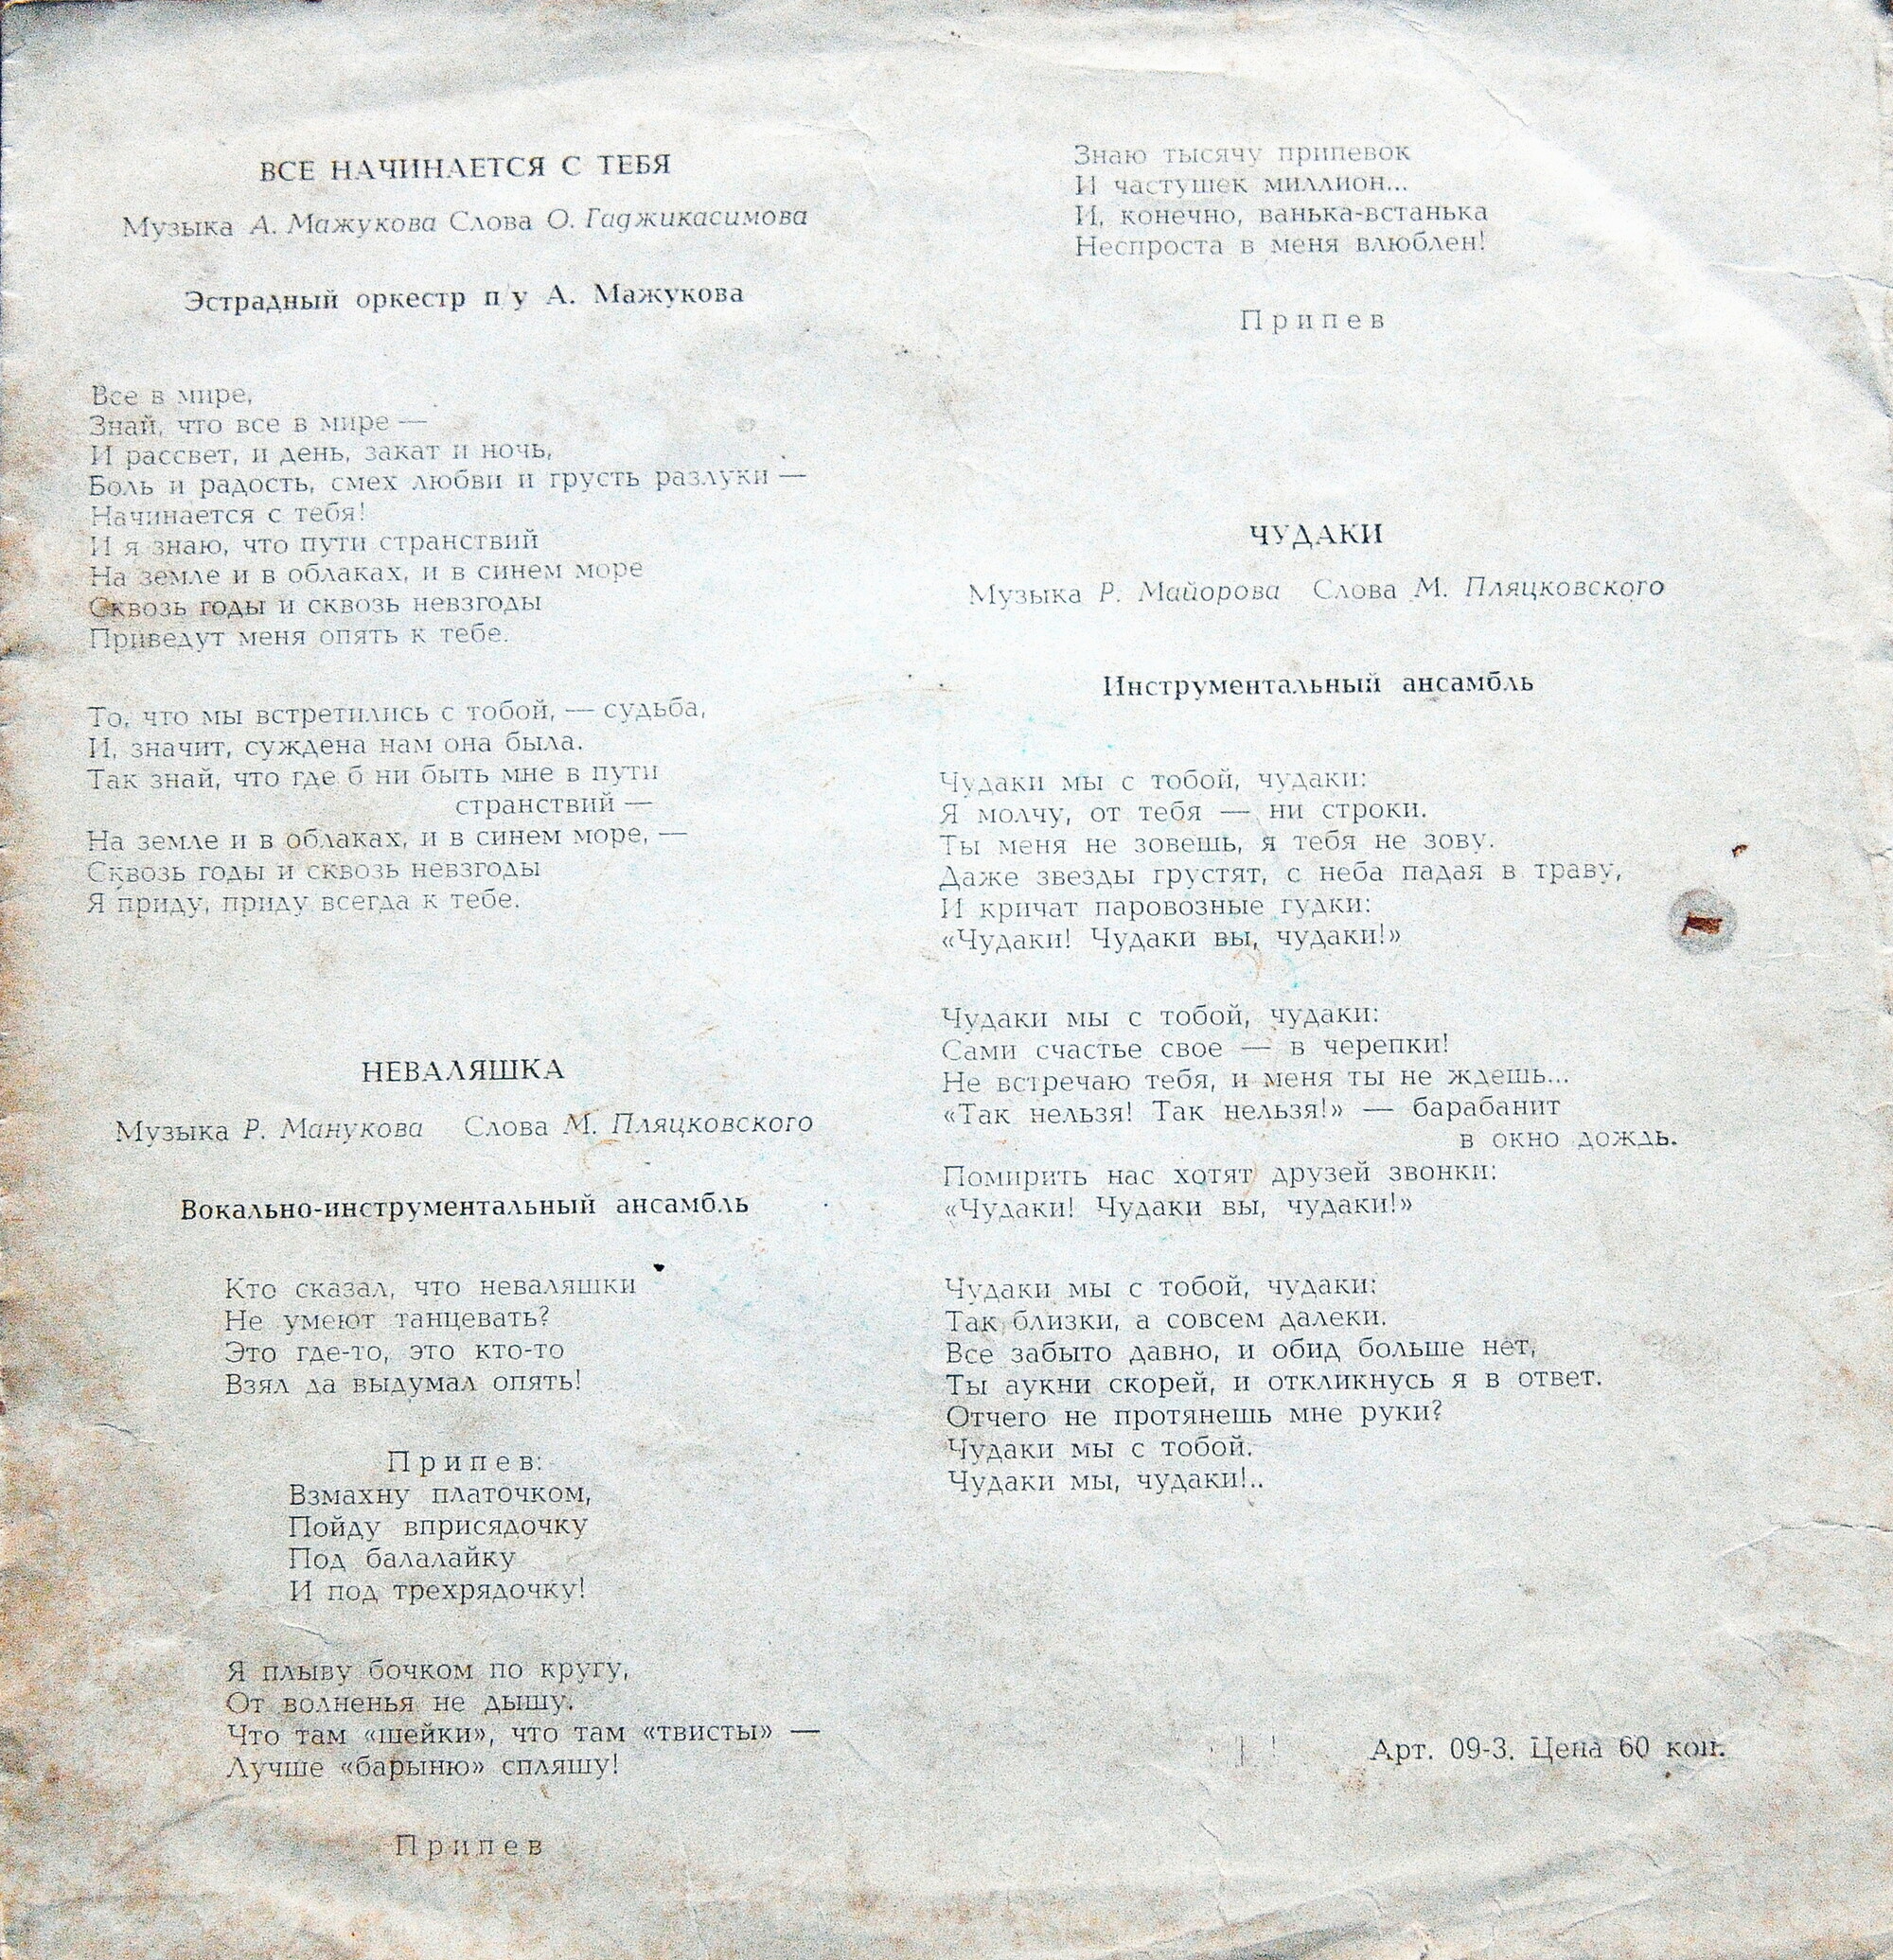 ВСЕ НАЧИНАЕТСЯ С ТЕБЯ
Музыка А. Мажукова Слова О. Гаджикасимова
Эстрадный оркестр п/у А. Мажукова
Все в мире,
Знай, что все в мире —
И рассвет, и день, закат и ночь,
Боль и радость, смех любви и грусть разлуки —
Начинается с тебя!
И я знаю, что пути странствий
На земле и в облаках, и в синем море
Сквозь годы и сквозь невзгоды
Приведут меня опять к тебе.
То, что мы встретились с тобой, — судьба,
И, значит, суждена нам она была.
Так знай, что где б ни быть мне в пути
странствий —
На земле и в облаках, и в синем море, —
Сквозь годы и сквозь невзгоды
Я приду, приду всегда к тебе.
НЕВАЛЯШКА
Музыка Р. Манукова Слова М. Пляцковского
Вокально-инструментальный ансамбль
Кто сказал, что неваляшки
Не умеют танцевать?
Это где-то, это кто-то
Взял да выдумал опять!
Припев:
Взмахну платочком,
Пойду вприсядочку
Под балалайку
И под трехрядочку!
Я плыву бочком по кругу,
От волненья не дышу.
Что там «шейки», что там «твисты» —
Лучше «барыню» спляшу!
Припев
Знаю тысячу припевок
И частушек миллион...
И, конечно, ванька-встанька
Неспроста в меня влюблен!
Припев
ЧУДАКИ
Музыка Р. Майорова Слова М. Пляцковского
Инструментальный ансамбль
Чудаки мы с тобой, чудаки:
Я молчу, от тебя — ни строки.
Ты меня не зовешь, я тебя не зову.
Даже звезды грустят, с неба падая в траву,
И кричат паровозные гудки:
«Чудаки! Чудаки вы, чудаки!»
Чудаки мы с тобой, чудаки:
Сами счастье свое — в черепки!
Не встречаю тебя, и меня ты не ждешь...
«Так нельзя! Так нельзя!» — барабанит
в окно дождь.
Помирить нас хотят друзей звонки:
«Чудаки! Чудаки вы, чудаки!»
Чудаки мы с тобой, чудаки:
Так близки, а совсем далеки.
Все забыто давно, и обид больше нет,
Ты аукни скорей, и откликнусь я в ответ.
Отчего не протянешь мне руки?
Чудаки мы с тобой.
Чудаки мы, чудаки!..
Арт. 09-3. Цена 60 коп.